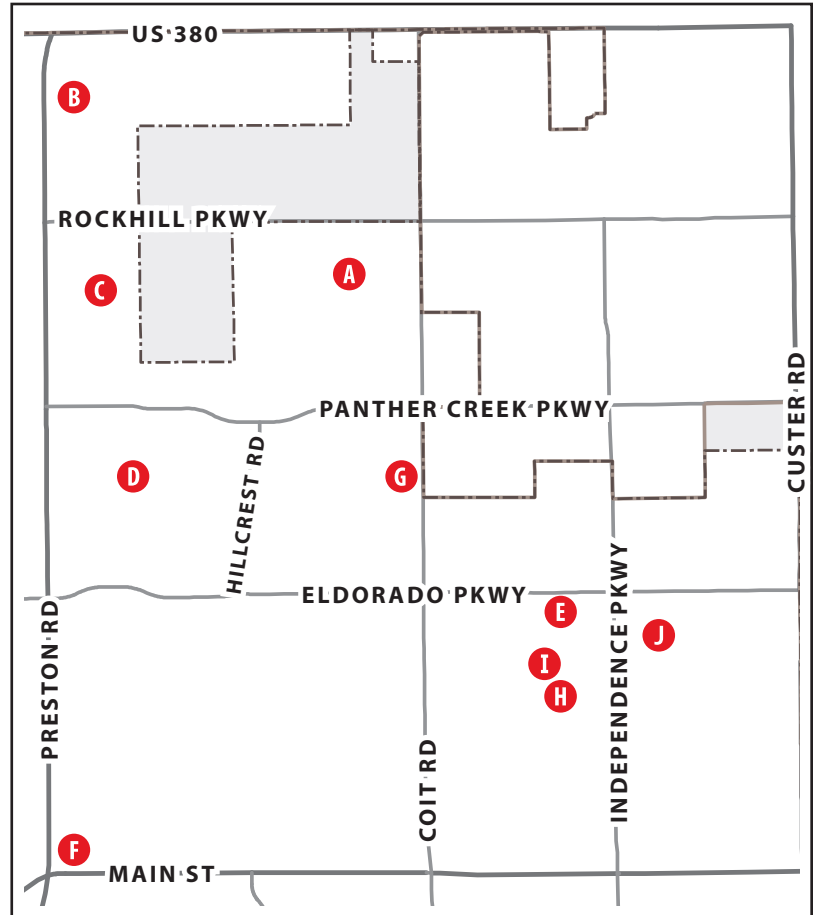 US 380
B
ROCKHILL PKWY
A
C
CUSTER RD
PANTHER CREEK PKWY
HILLCREST RD
D
G
ELDORADO PKWY
E
INDEPENDENCE PKWY
J
PRESTON RD
I
H
COIT RD
F
MAIN ST